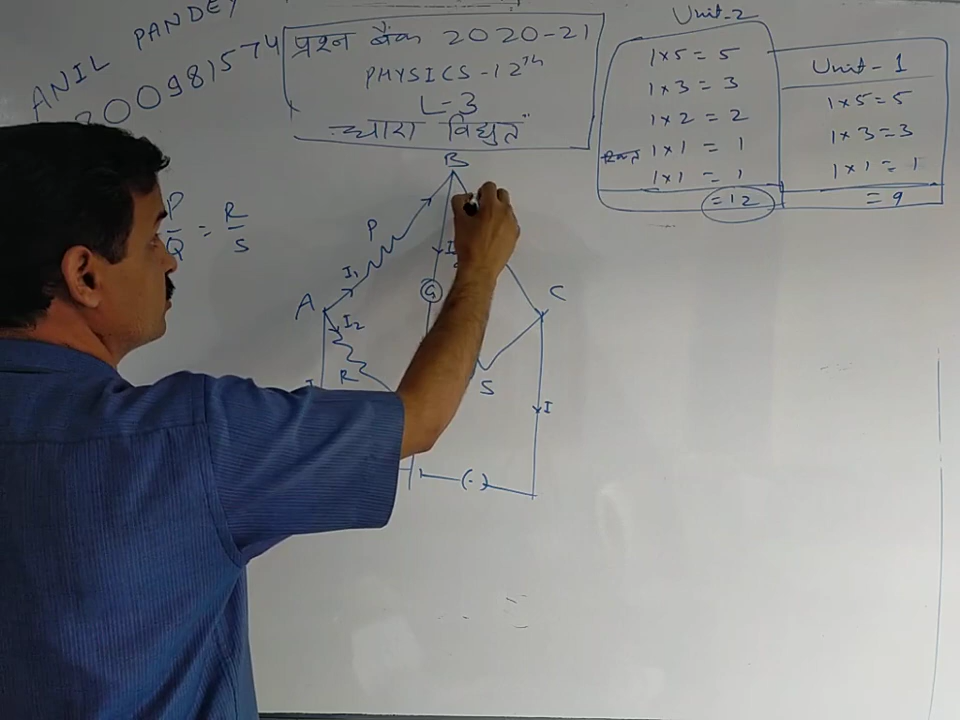 ANIL PANDEY
200981574
प्रश्न बैंक 2020-21
PHYSICS-12th
L-3
धारा विद्युत"
Unit-2
1×5=5
1×3=3
1×2=2
1×1=1
1×1=1
=12
Unit-1
1×5=5
1×3=3
1×1=1
=9
P/Q = R/S
B
P
I₁
A
I₂
R
G
C
S
I
(·)